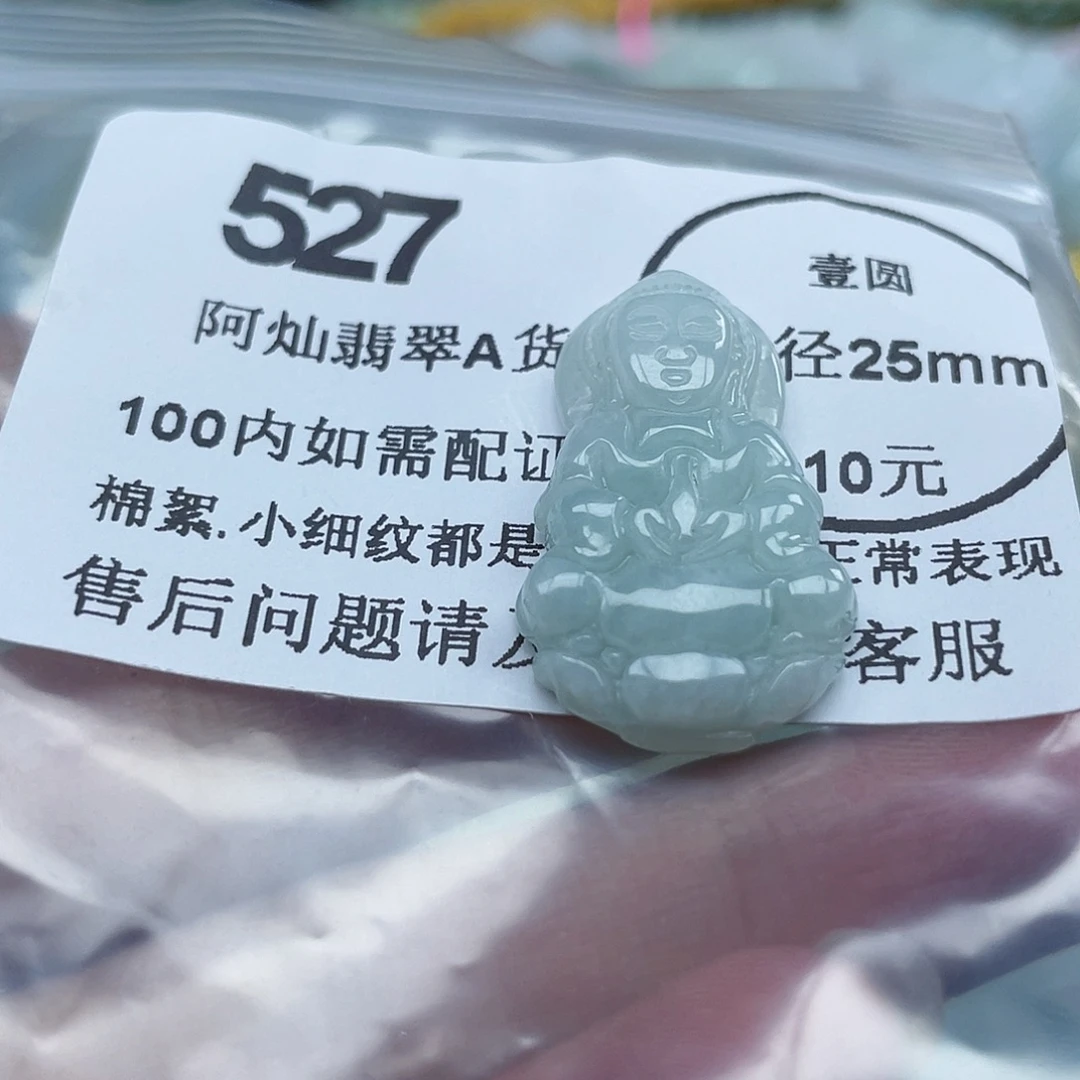 527
壹圆
阿灿翡翠A货
径25mm
100内如需配证
10元
棉絮.小细纹都是
正常表现
售后问题请
客服